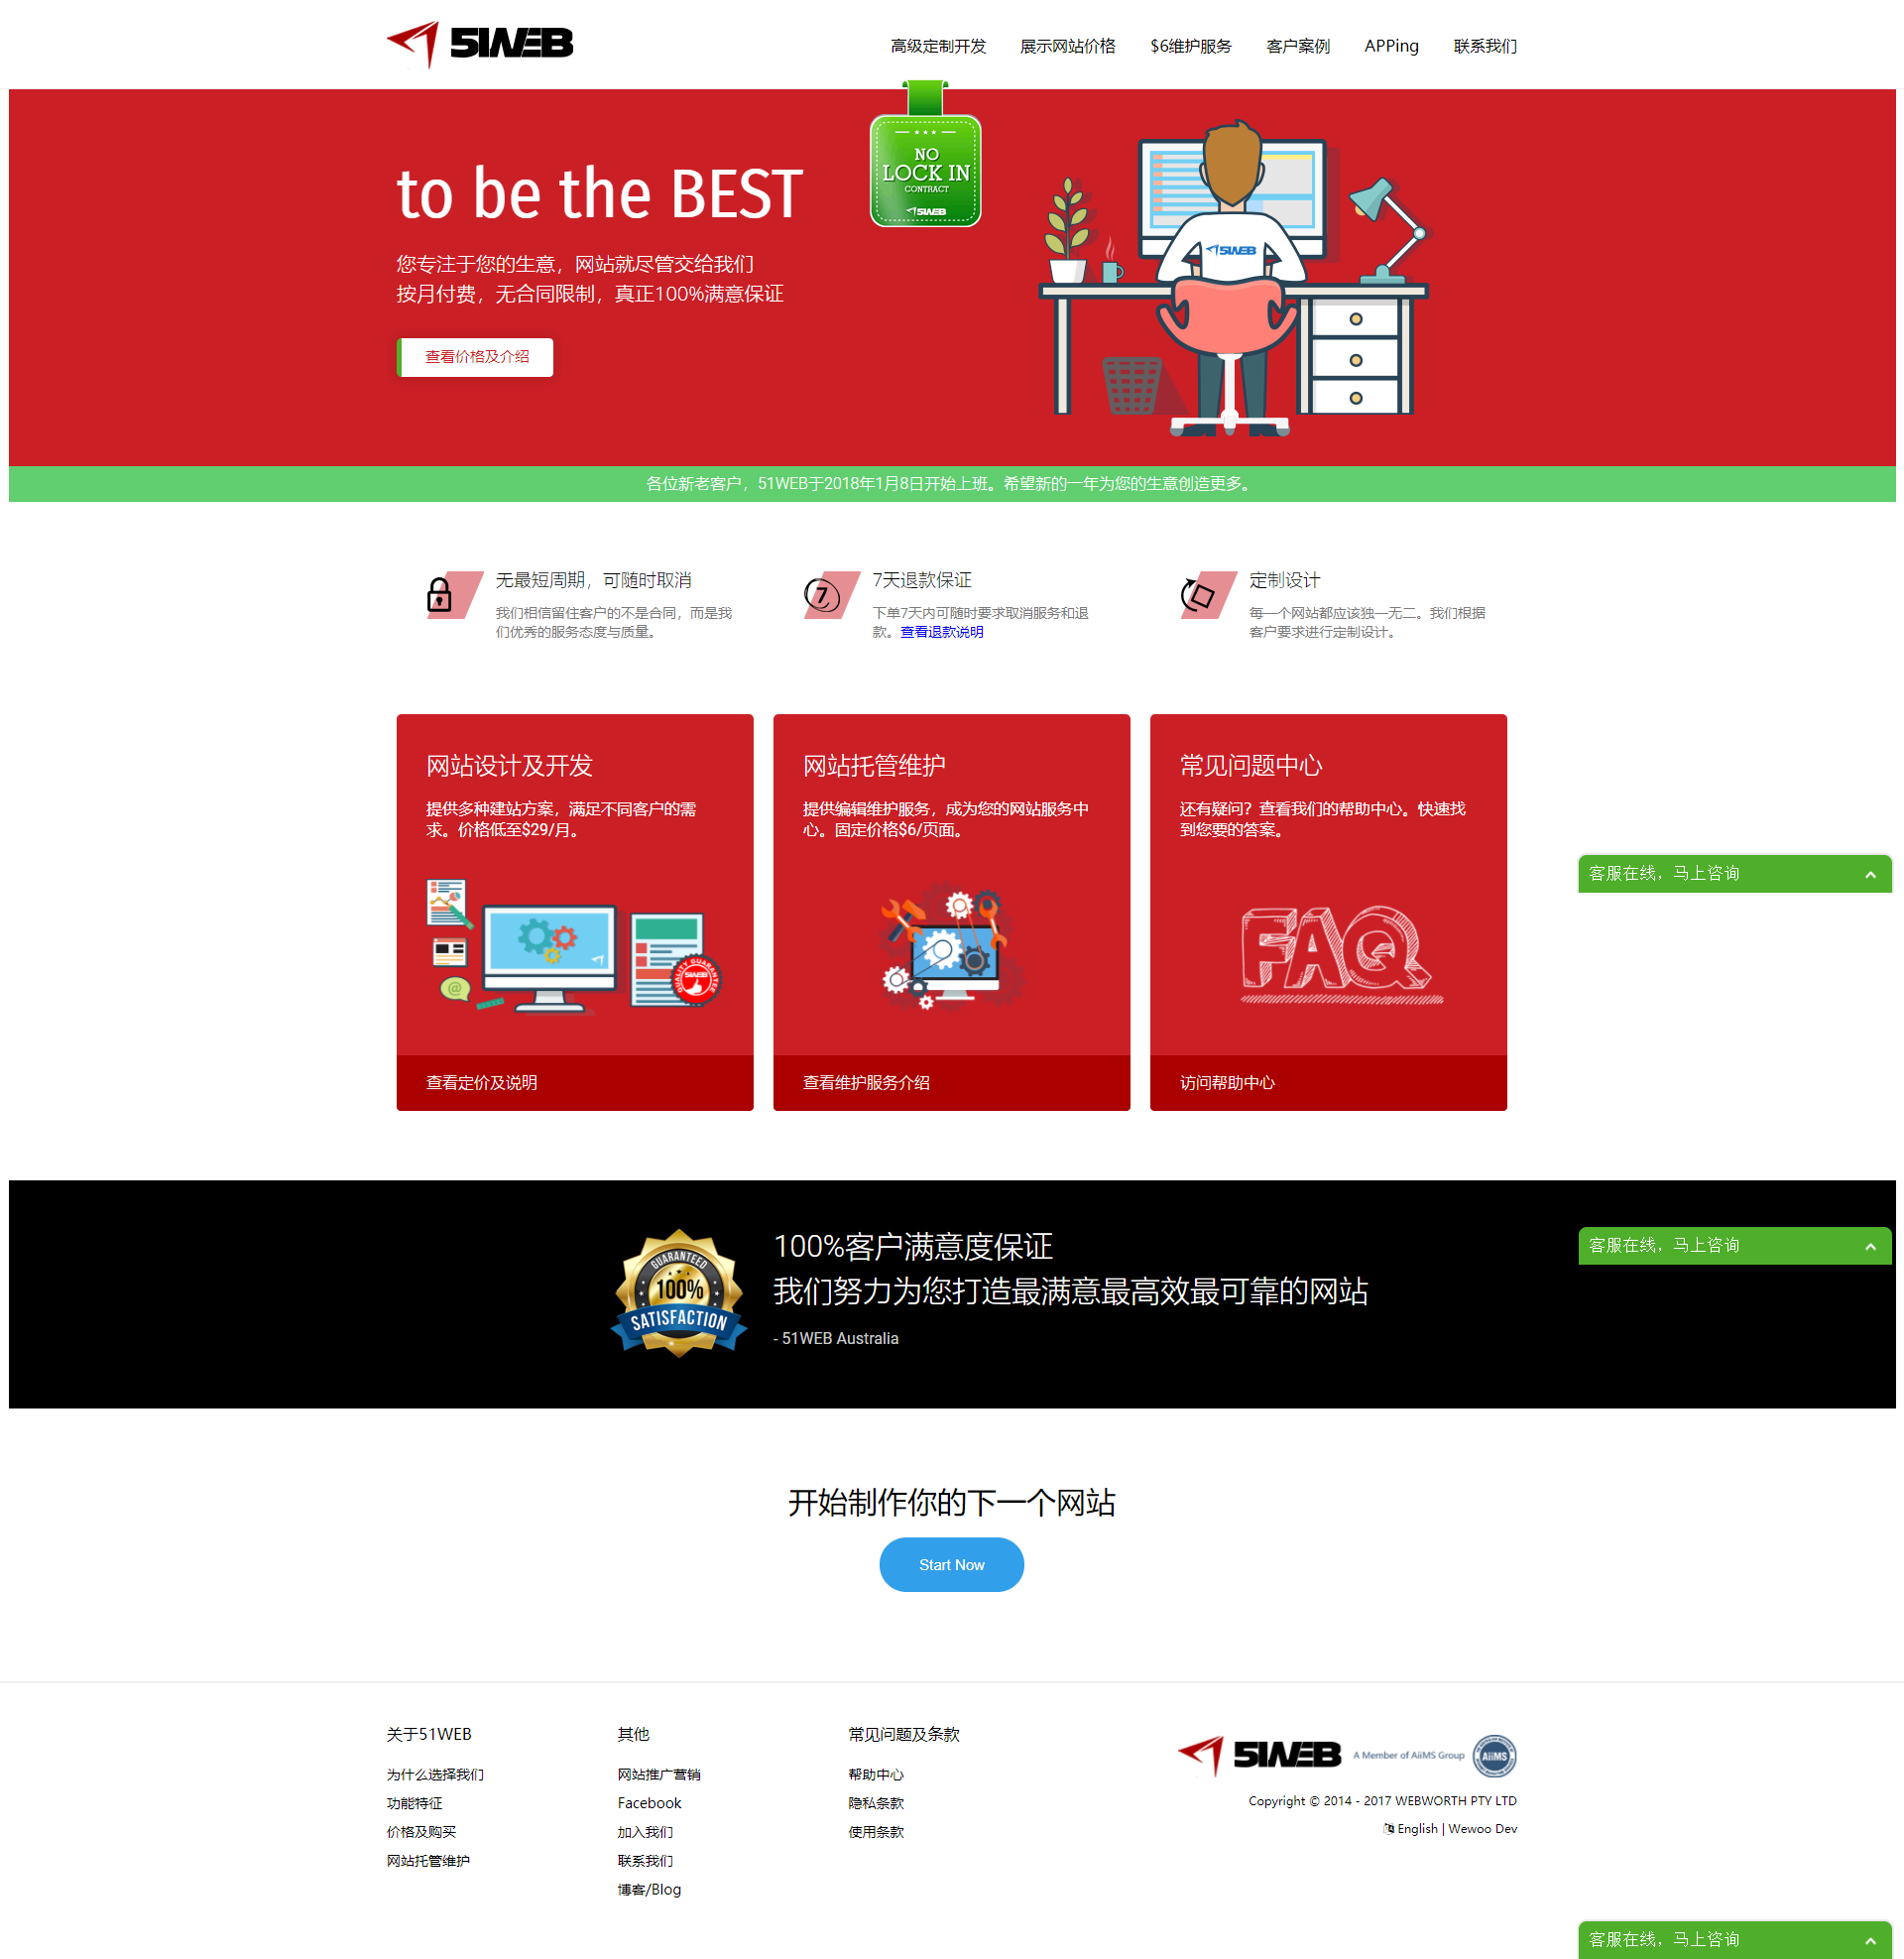 51WEB
高级定制开发 展示网站价格 $6维护服务 客户案例 APPing 联系我们
NO
LOCK IN
CONTRACT
51WEB
to be the BEST
51WEB
您专注于您的生意，网站就尽管交给我们
按月付费，无合同限制，真正100%满意保证
查看价格及介绍
各位新老客户，51WEB于2018年1月8日开始上班。希望新的一年为您的生意创造更多。
无最短周期，可随时取消
我们相信留住客户的不是合同，而是我
们优秀的服务态度与质量。
7
7天退款保证
下单7天内可随时要求取消服务和退
款。查看退款说明
定制设计
每一个网站都应该独一无二。我们根据
客户要求进行定制设计。
网站设计及开发
提供多种建站方案，满足不同客户的需
求。价格低至$29/月。
@
QUALITY GUARANTEE
51WEB
查看定价及说明
网站托管维护
提供编辑维护服务，成为您的网站服务中
心。固定价格$6/页面。
查看维护服务介绍
常见问题中心
还有疑问？查看我们的帮助中心。快速找
到您要的答案。
FAQ
访问帮助中心
客服在线，马上咨询
GUARANTEED
100%
SATISFACTION
100%客户满意度保证
我们努力为您打造最满意最高效最可靠的网站
- 51WEB Australia
客服在线，马上咨询
开始制作你的下一个网站
Start Now
关于51WEB
为什么选择我们
功能特征
价格及购买
网站托管维护
其他
网站推广营销
Facebook
加入我们
联系我们
博客/Blog
常见问题及条款
帮助中心
隐私条款
使用条款
51WEB A Member of AiiMS Group AiiMS
Copyright © 2014 - 2017 WEBWORTH PTY LTD
English | Wewoo Dev
客服在线，马上咨询